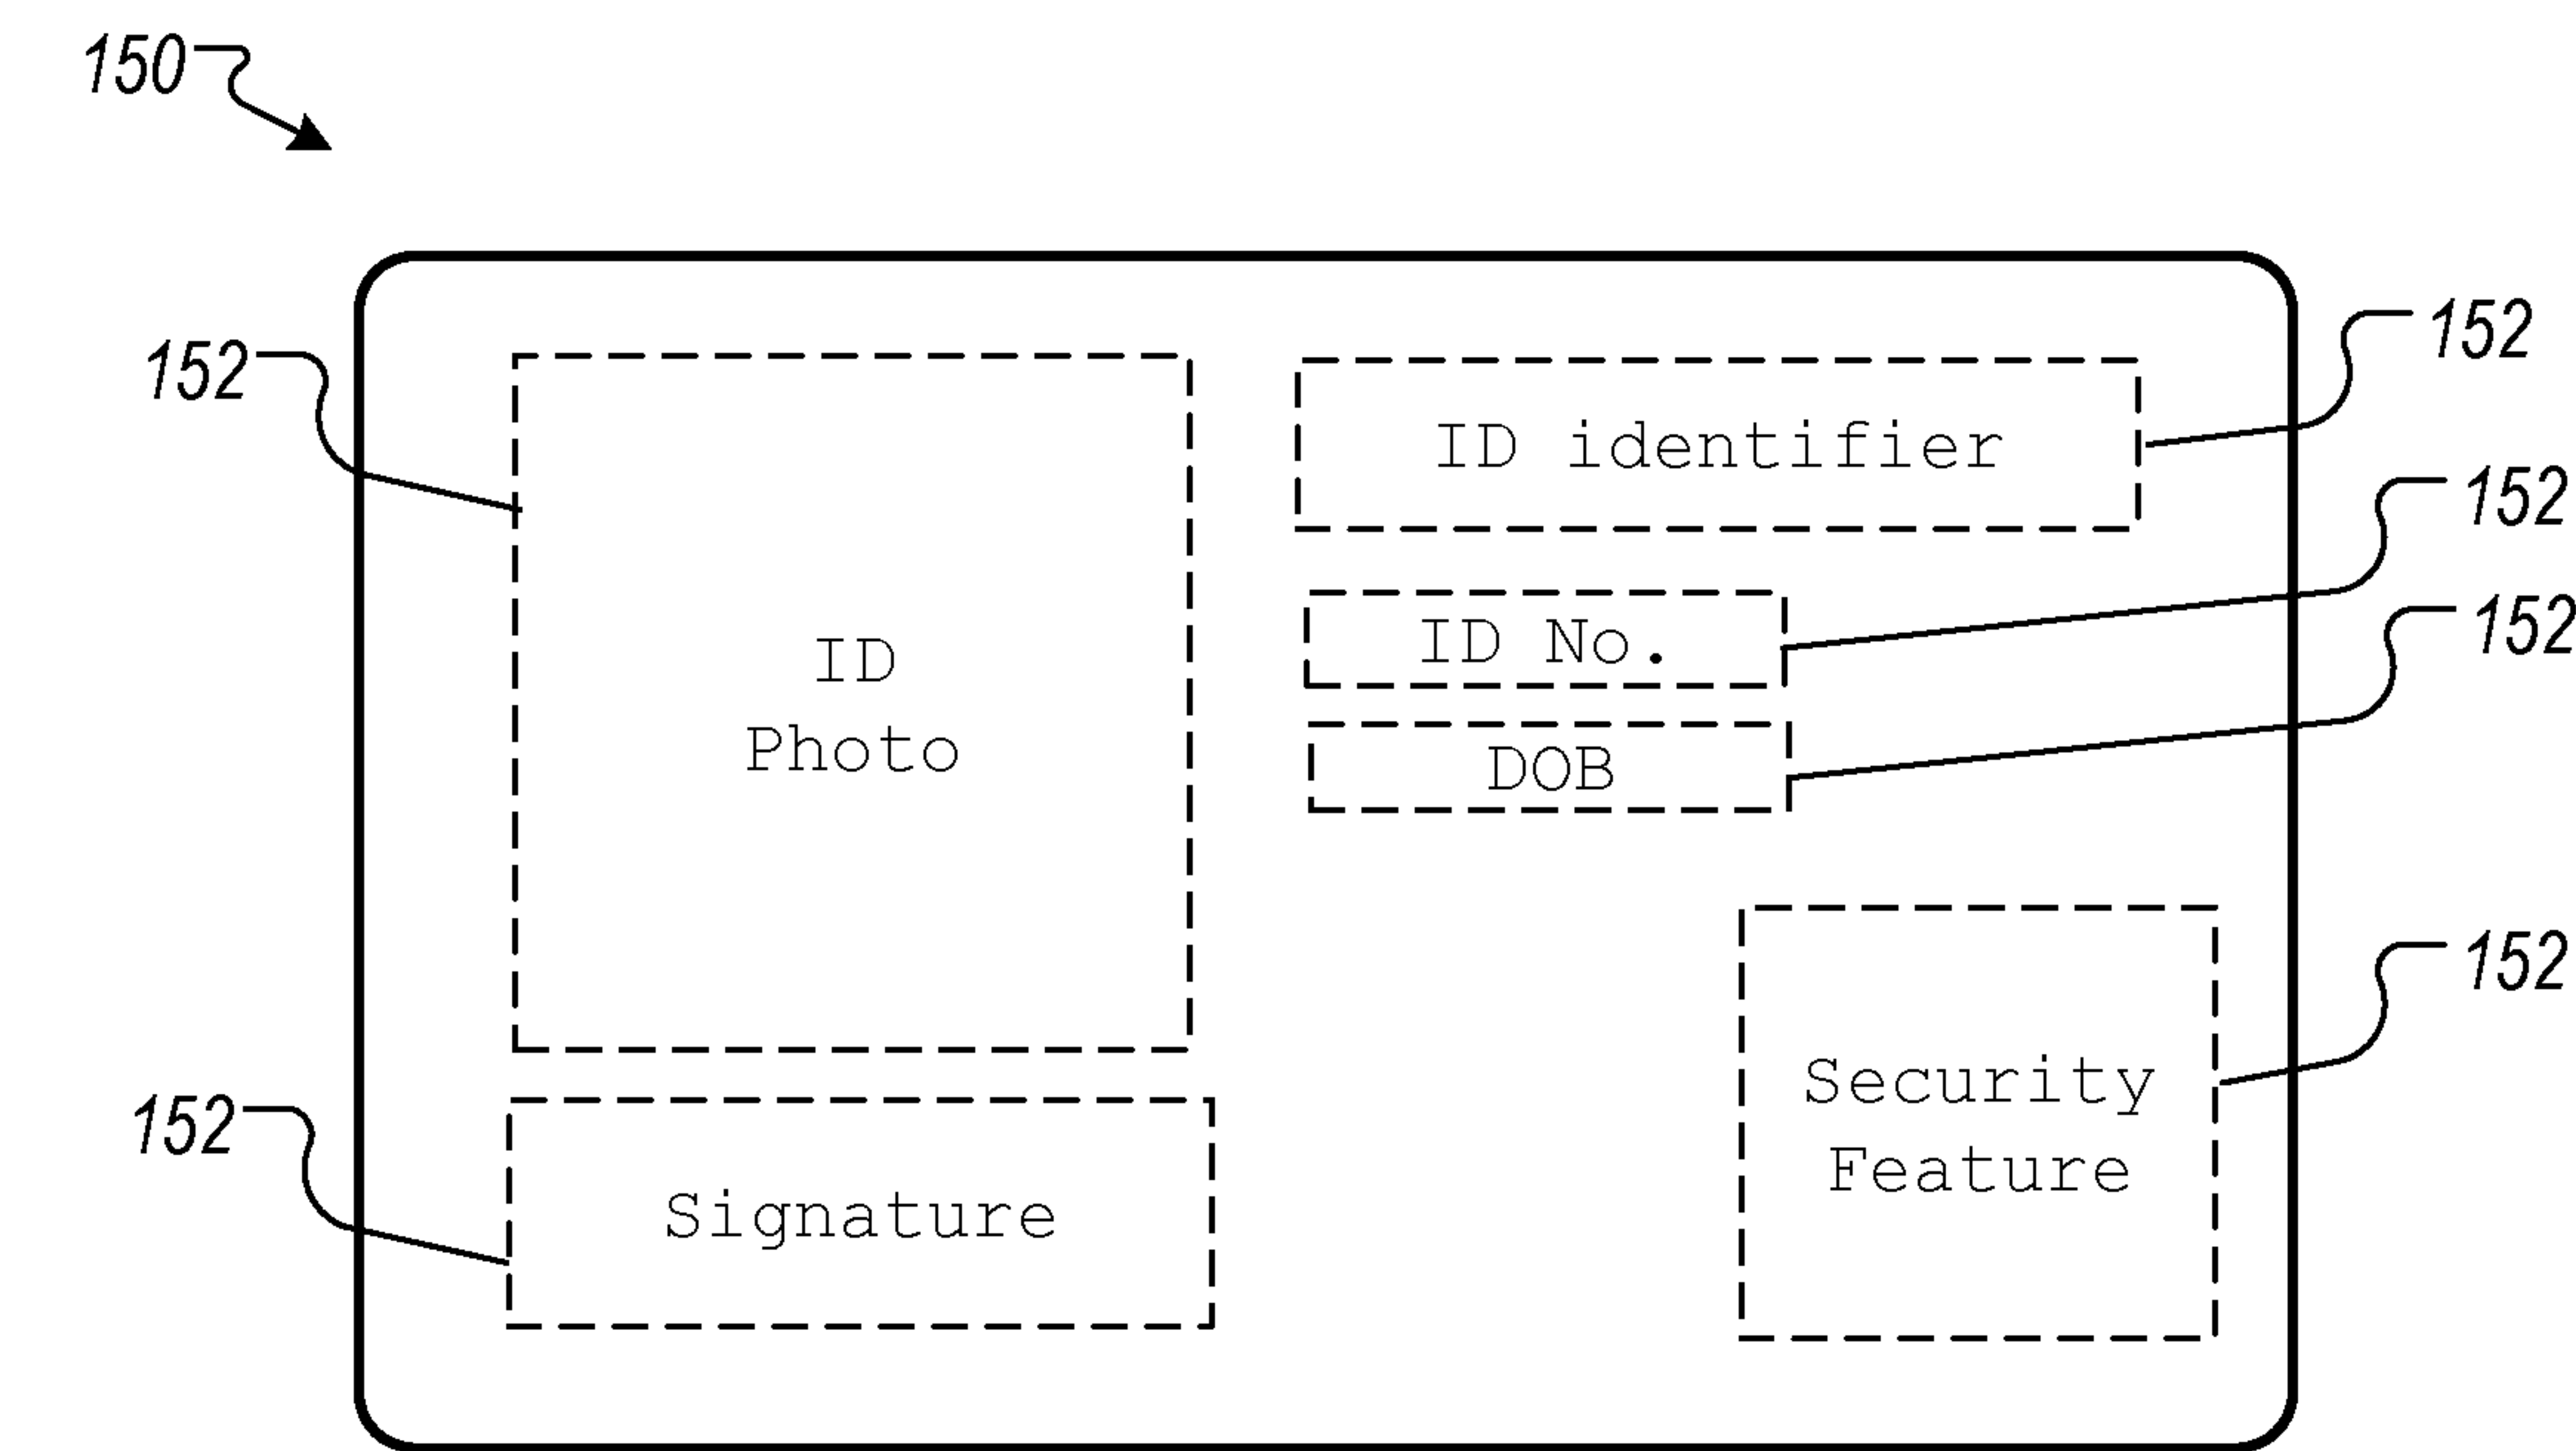 150
152
152
ID identifier
152
ID No.
152
ID
Photo
DOB
152
Security
Feature
152
Signature